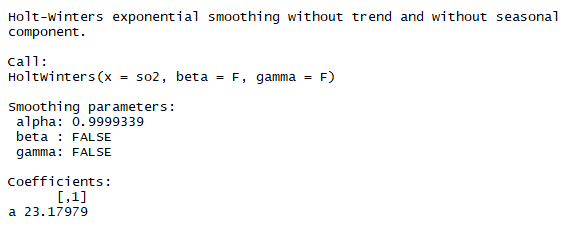 Holt-Winters exponential smoothing without trend and without seasonal
component.
Call:
HoltWinters(x = so2, beta = F, gamma = F)
Smoothing parameters:
alpha: 0.9999339
beta : FALSE
gamma: FALSE
Coefficients:
[,1]
a 23.17979